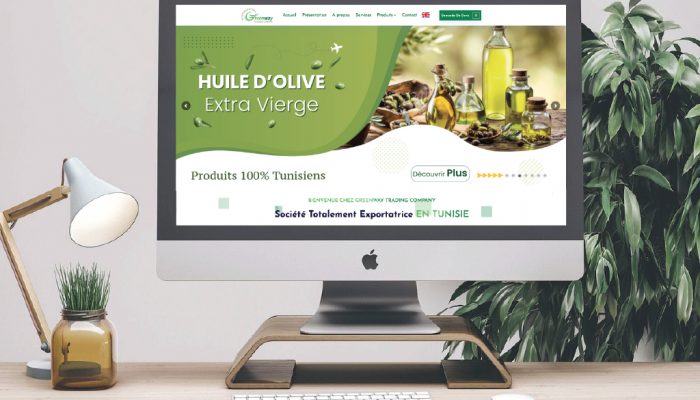 Greenway
Accueil Présentation A propos Services Produits Contact Demande De Devis
HUILE D'OLIVE
Extra Vierge
Produits 100% Tunisiens
Découvrir Plus
BIENVENUE CHEZ GREENWAY TRADING COMPANY
Société Totalement Exportatrice EN TUNISIE